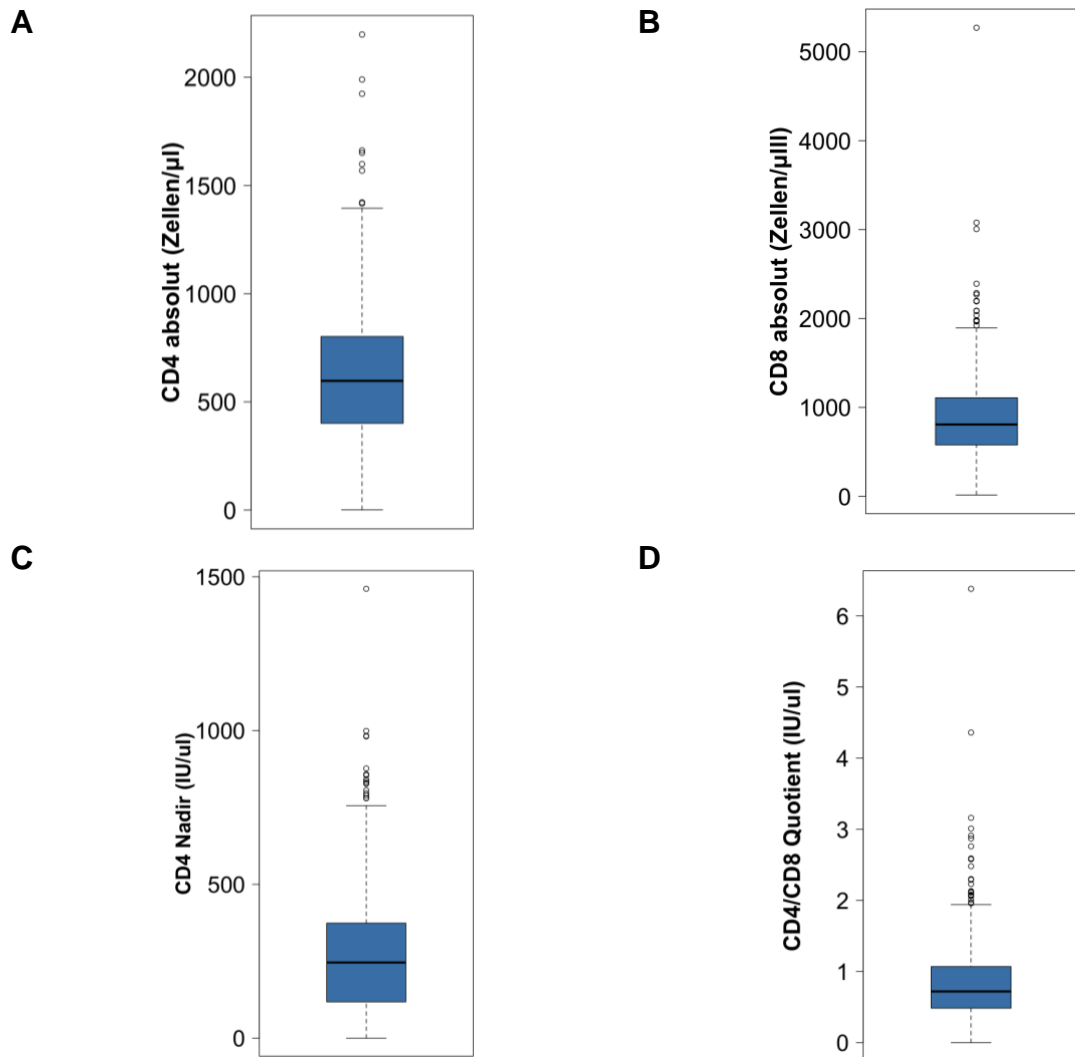 A
B
CD4 absolut (Zellen/µl)
2000
1500
1000
500
0
CD8 absolut (Zellen/µlll)
5000
4000
3000
2000
1000
0
C
D
CD4 Nadir (IU/ul)
1500
1000
500
0
CD4/CD8 Quotient (IU/ul)
6
5
4
3
2
1
0